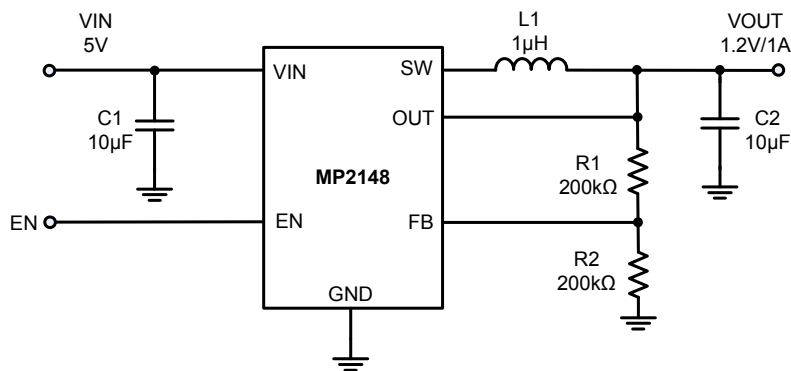 VIN
5V
C1
10µF
EN
VIN
EN
GND
MP2148
SW
OUT
FB
L1
1µH
R1
200kΩ
R2
200kΩ
VOUT
1.2V/1A
C2
10µF